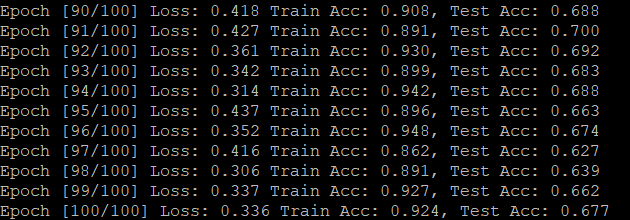 Epoch [90/100] Loss: 0.418 Train Acc: 0.908, Test Acc: 0.688
Epoch [91/100] Loss: 0.427 Train Acc: 0.891, Test Acc: 0.700
Epoch [92/100] Loss: 0.361 Train Acc: 0.930, Test Acc: 0.692
Epoch [93/100] Loss: 0.342 Train Acc: 0.899, Test Acc: 0.683
Epoch [94/100] Loss: 0.314 Train Acc: 0.942, Test Acc: 0.688
Epoch [95/100] Loss: 0.437 Train Acc: 0.896, Test Acc: 0.663
Epoch [96/100] Loss: 0.352 Train Acc: 0.948, Test Acc: 0.674
Epoch [97/100] Loss: 0.416 Train Acc: 0.862, Test Acc: 0.627
Epoch [98/100] Loss: 0.306 Train Acc: 0.891, Test Acc: 0.639
Epoch [99/100] Loss: 0.337 Train Acc: 0.927, Test Acc: 0.662
Epoch [100/100] Loss: 0.336 Train Acc: 0.924, Test Acc: 0.677